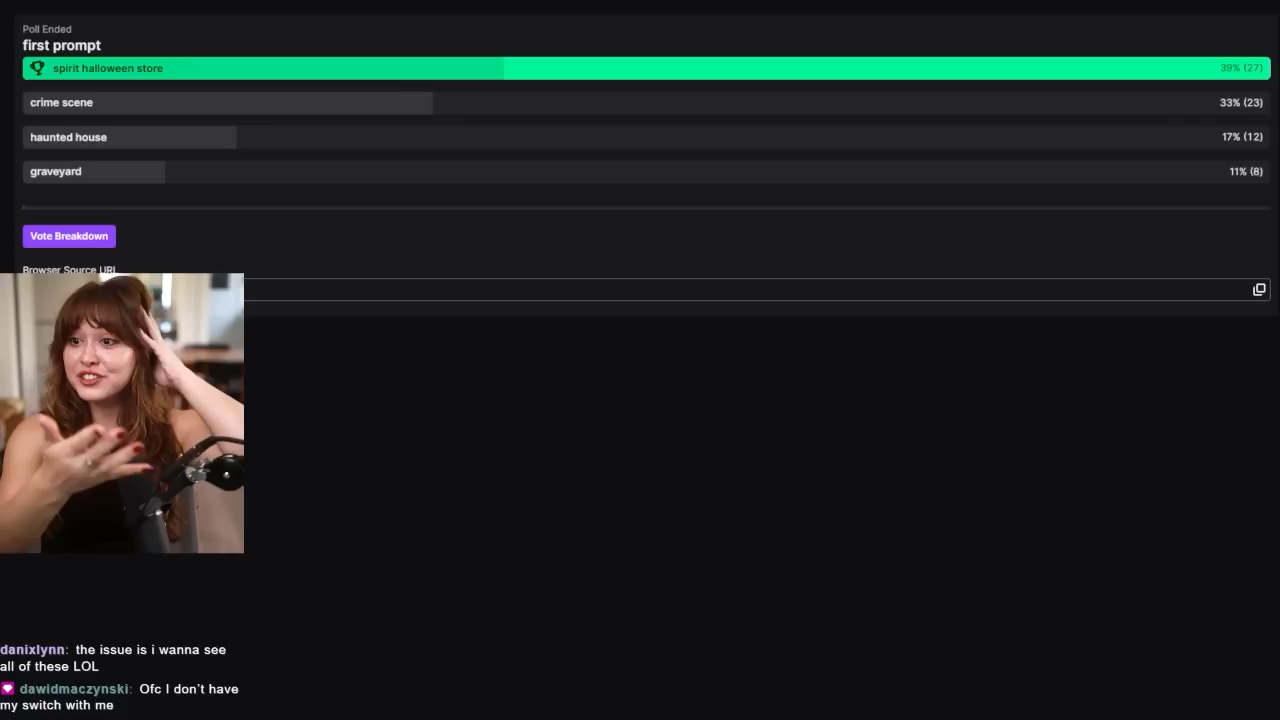 Poll Ended
first prompt
spirit halloween store
39% (27)
crime scene
33% (23)
haunted house
17% (12)
graveyard
11% (8)
Vote Breakdown
Browser Source URL
danixlynn: the issue is i wanna see
all of these LOL
dawidmaczynski: Ofc I don't have
my switch with me